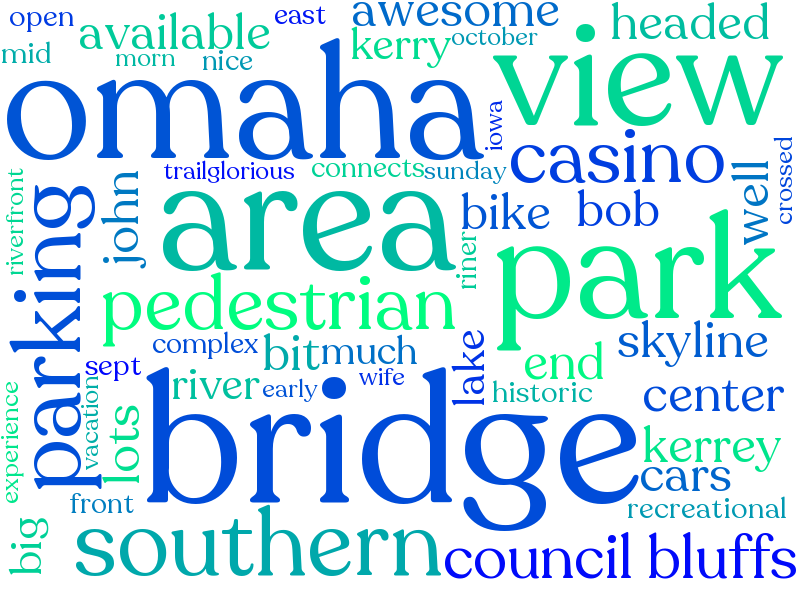 open
east
awesome
headed
available
kerry
october
mid
morn
nice
view
omaha
iowa
casino
crossed
trailglorious
connects
sunday
well
riverfront
john
area
bike
bob
parking
riner
park
pedestrian
skyline
complex
bit
much
lake
end
sept
river
early
wife
historic
center
experience
vacation
lots
bridge
kerrey
cars
front
recreational
big
southern
council bluffs